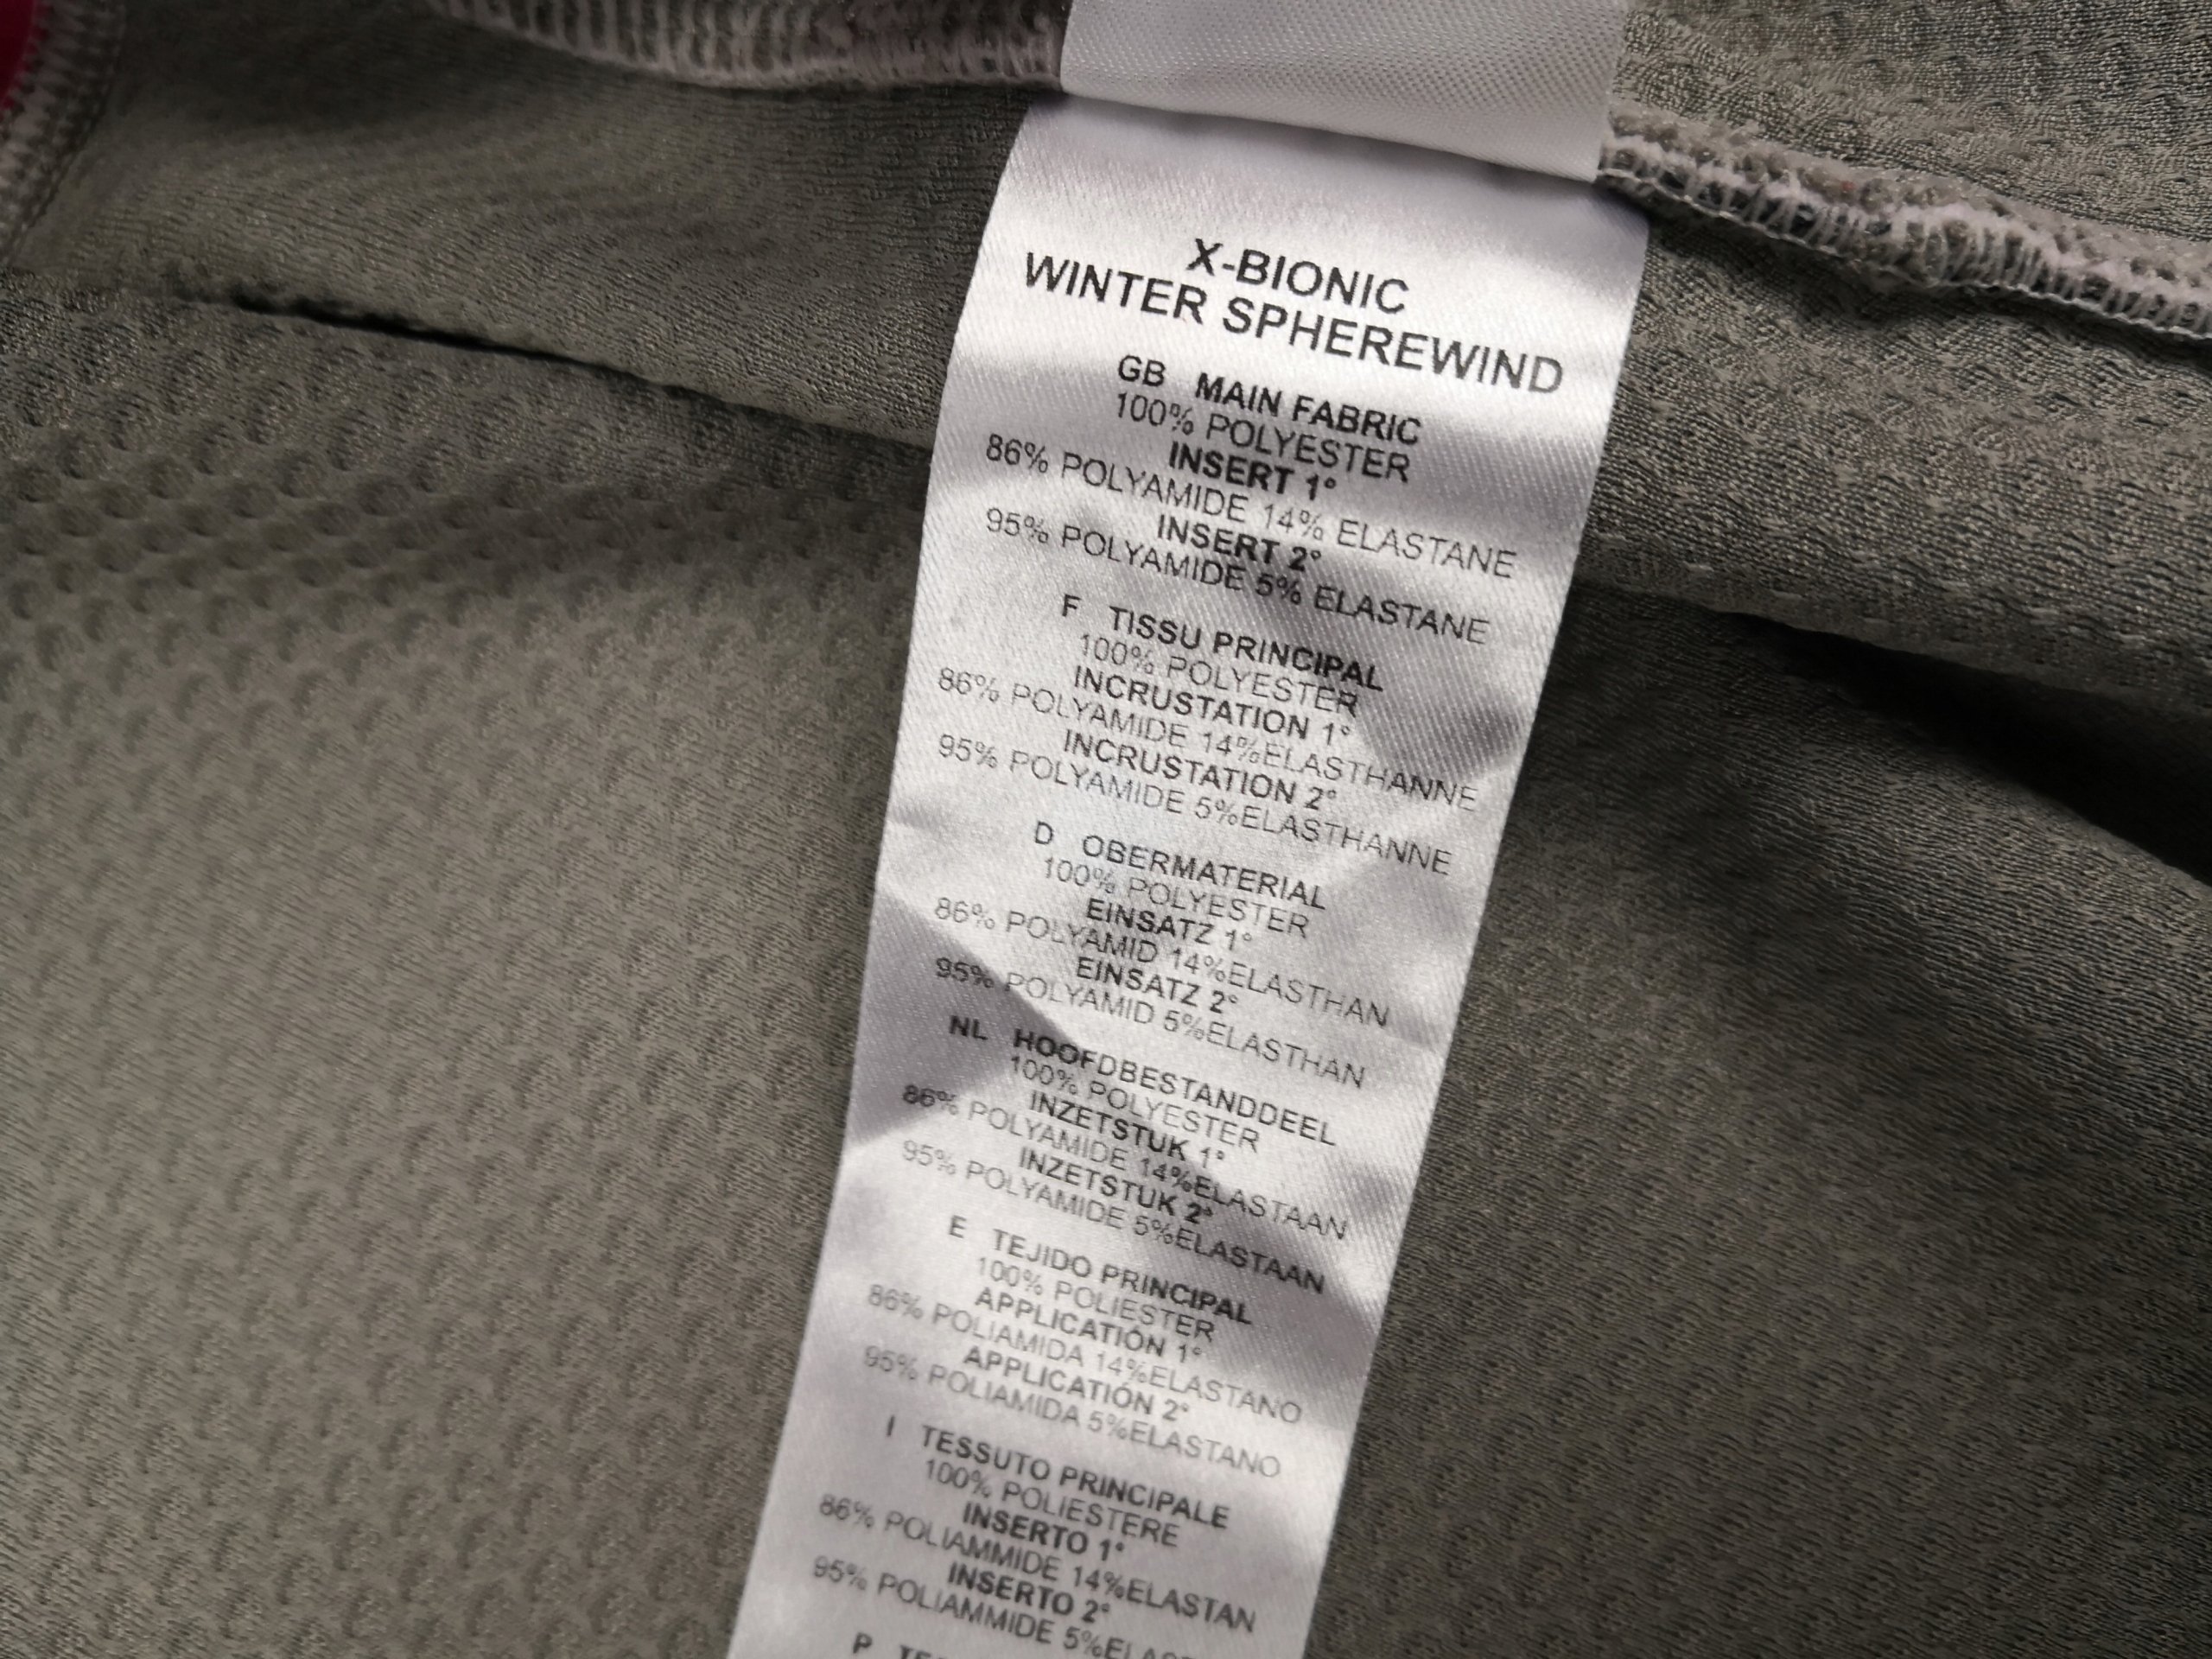 X-BIONIC
WINTER SPHEREWIND
GB MAIN FABRIC
100% POLYESTER
INSERT 1°
86% POLYAMIDE 14% ELASTANE
INSERT 2°
95% POLYAMIDE 5% ELASTANE
F TISSU PRINCIPAL
100% POLYESTER
INCRUSTATION 1°
86% POLYAMIDE 14%ELASTHANNE
INCRUSTATION 2°
95% POLYAMIDE 5%ELASTHANNE
D OBERMATERIAL
100% POLYESTER
EINSATZ 1°
86% POLYAMID 14%ELASTHAN
EINSATZ 2°
95% POLYAMID 5%ELASTHAN
NL HOOFDBESTANDDEEL
100% POLYESTER
INZETSTUK 1°
86% POLYAMIDE 14%ELASTAAN
INZETSTUK 2°
95% POLYAMIDE 5%ELASTAAN
E TEJIDO PRINCIPAL
100% POLIESTER
APPLICATIÓN 1°
86% POLIAMIDA 14%ELASTANO
APPLICATIÓN 2°
95% POLIAMIDA 5%ELASTANO
I TESSUTO PRINCIPALE
100% POLIESTERE
INSERTO 1°
86% POLIAMMIDE 14%ELASTAN
INSERTO 2°
95% POLIAMMIDE
P